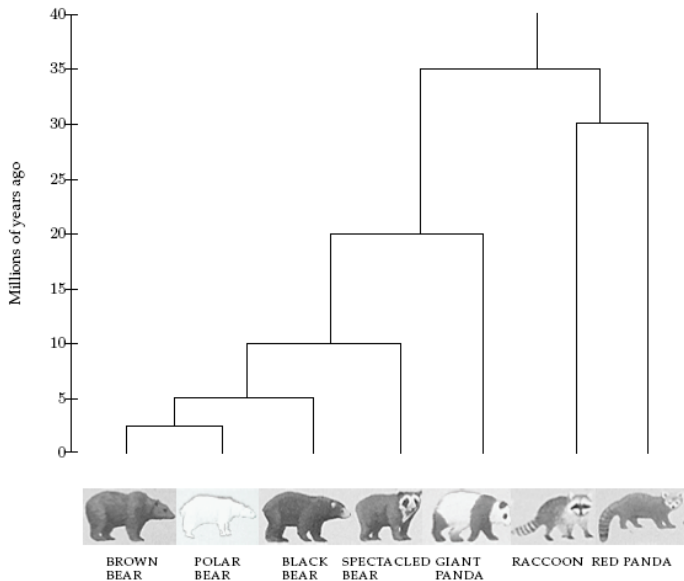 40
35
30
25
20
15
10
5
0
Millions of years ago
BROWN BEAR
POLAR BEAR
BLACK BEAR
SPECTACLED BEAR
GIANT PANDA
RACCOON
RED PANDA